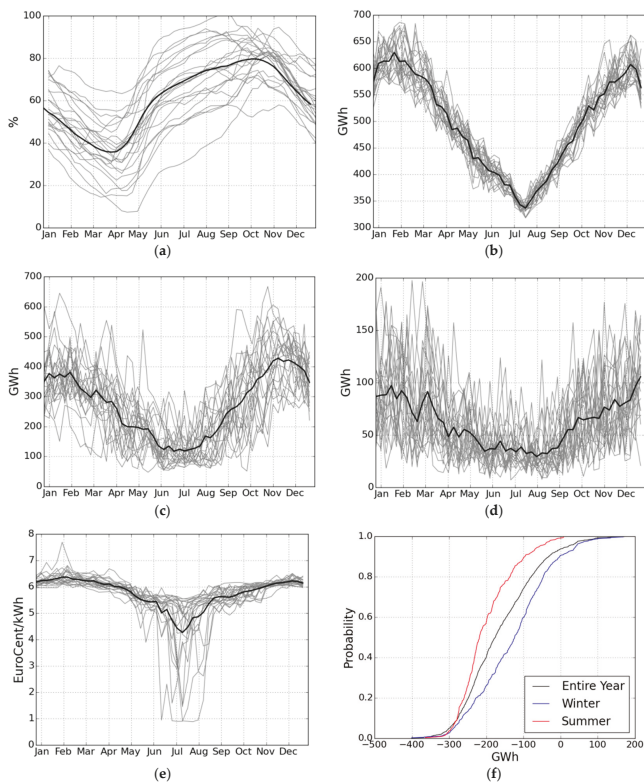 100
80
60
40
20
0
%
Jan Feb Mar Apr May Jun Jul Aug Sep Oct Nov Dec
(a)
700
650
600
550
500
450
400
350
300
GWh
Jan Feb Mar Apr May Jun Jul Aug Sep Oct Nov Dec
(b)
700
600
500
400
300
200
100
0
GWh
Jan Feb Mar Apr May Jun Jul Aug Sep Oct Nov Dec
(c)
200
150
100
50
0
GWh
Jan Feb Mar Apr May Jun Jul Aug Sep Oct Nov Dec
(d)
8
7
6
5
4
3
2
1
0
EuroCent/kWh
Jan Feb Mar Apr May Jun Jul Aug Sep Oct Nov Dec
(e)
1.0
0.8
0.6
0.4
0.2
0.0
Probability
Entire Year
Winter
Summer
−500 −400 −300 −200 −100 0 100 200
GWh
(f)